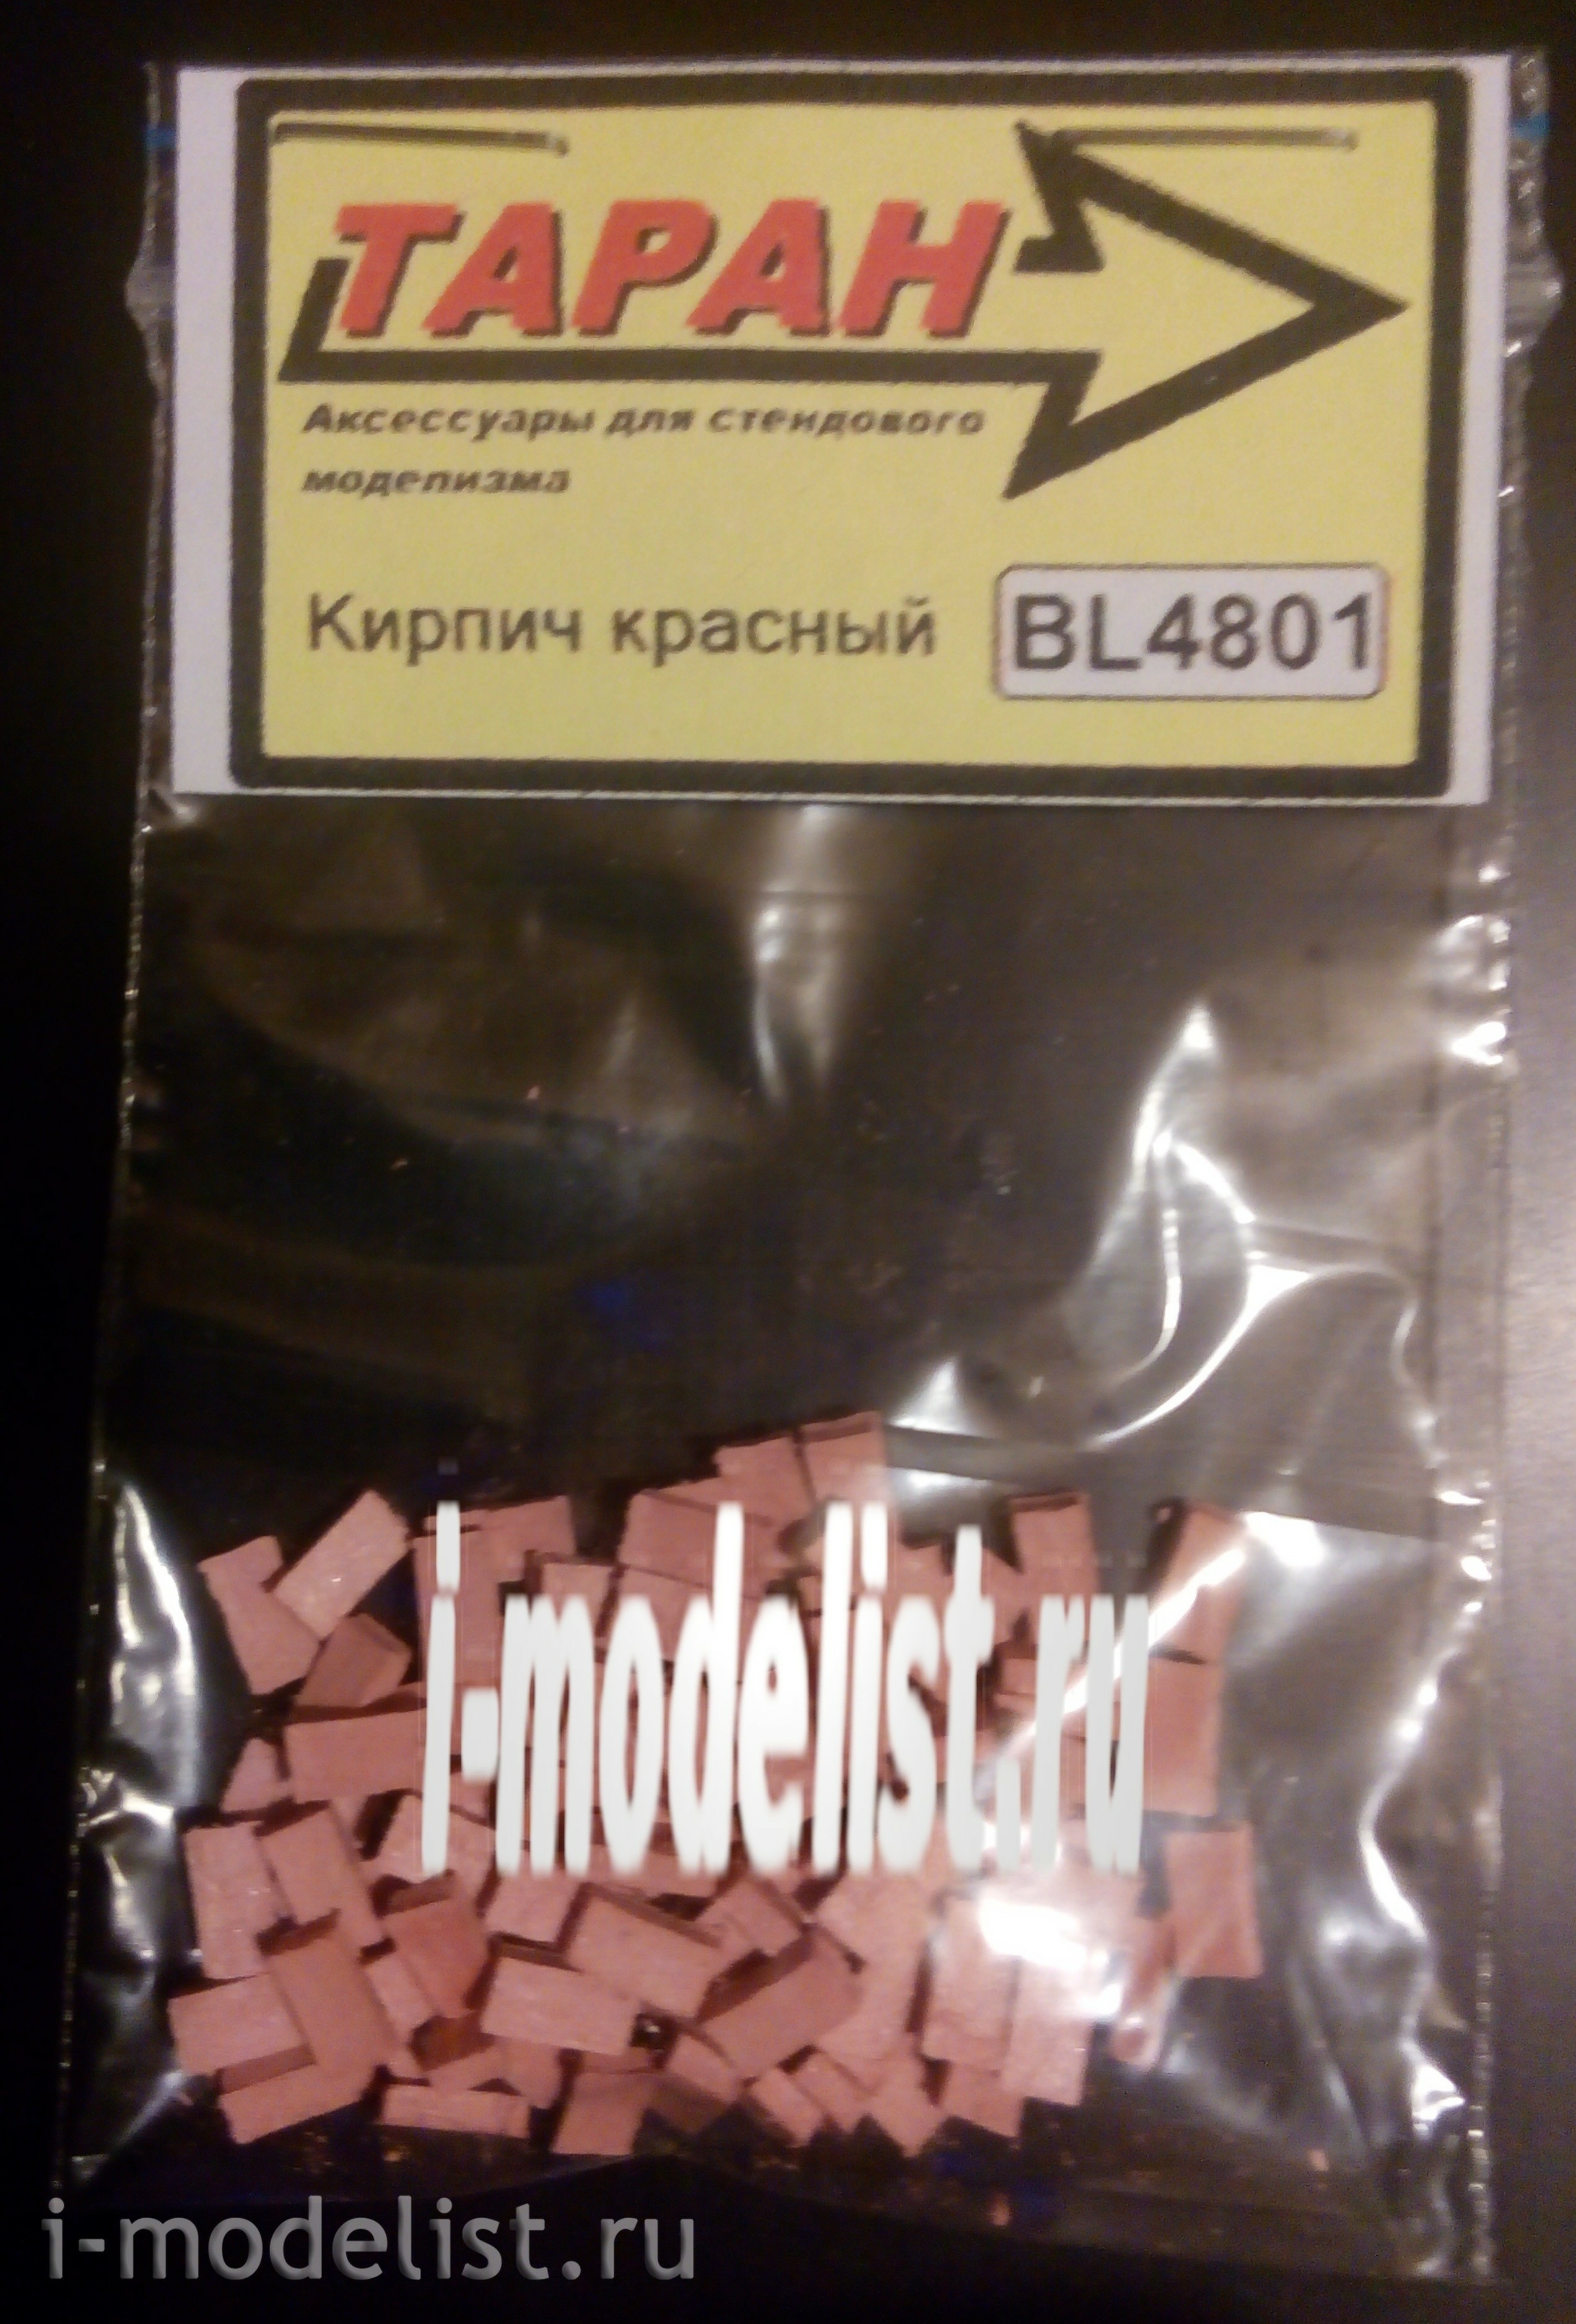 ТАРАН
Аксессуары для стендового
моделизма
Кирпич красный
BL4801
i-modelist.ru
i-modelist.ru